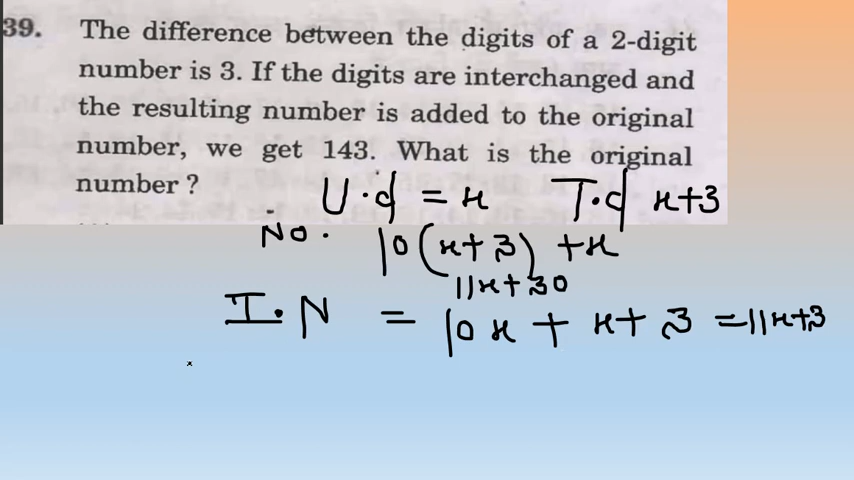 39. The difference between the digits of a 2-digit
number is 3. If the digits are interchanged and
the resulting number is added to the original
number, we get 143. What is the original
number ?
U.d = x T.d x+3
No. 10(x+3) +x
11x+30
I.N = 10x + x+3 =11x+3